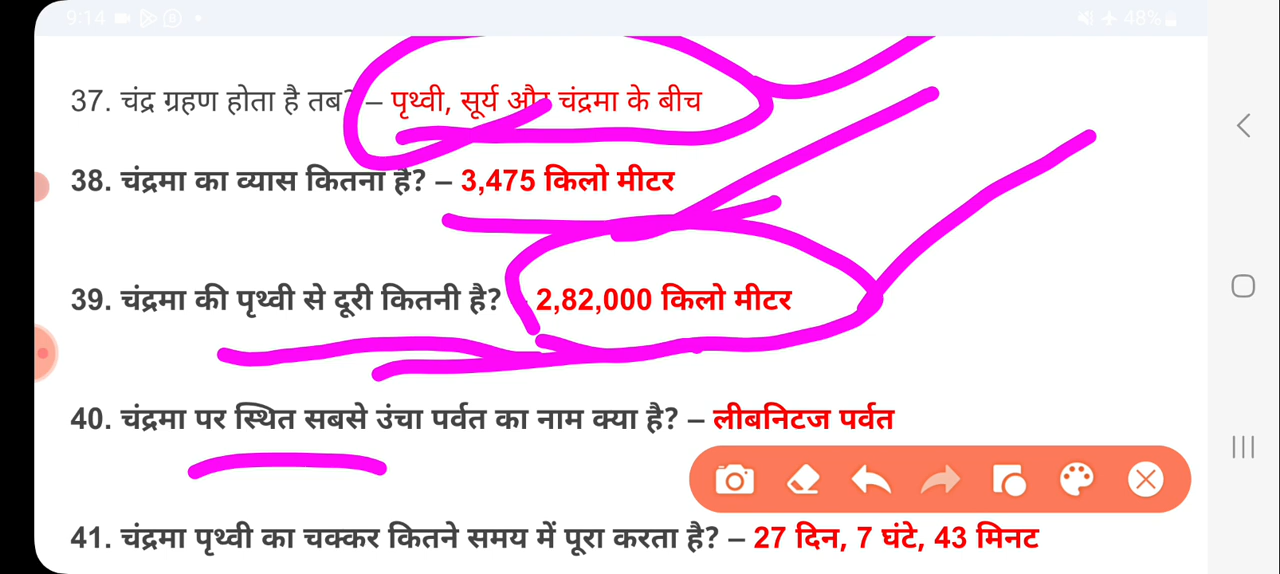 9:14
48%
37. चंद्र ग्रहण होता है तब? – पृथ्वी, सूर्य और चंद्रमा के बीच
38. चंद्रमा का व्यास कितना है? – 3,475 किलो मीटर
39. चंद्रमा की पृथ्वी से दूरी कितनी है? – 2,82,000 किलो मीटर
40. चंद्रमा पर स्थित सबसे उंचा पर्वत का नाम क्या है? – लीबनिटज पर्वत
41. चंद्रमा पृथ्वी का चक्कर कितने समय में पूरा करता है? – 27 दिन, 7 घंटे, 43 मिनट